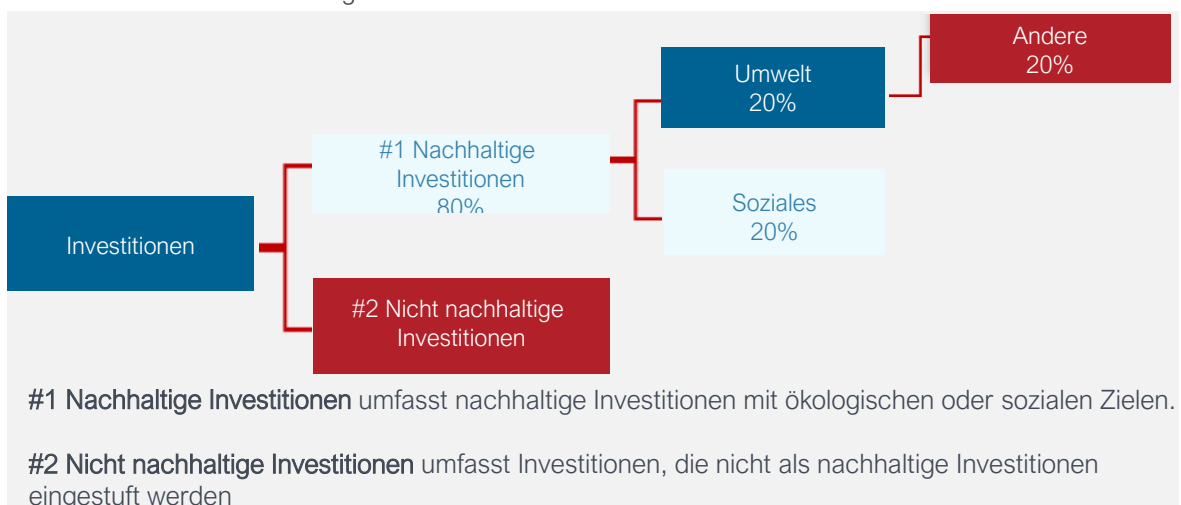 Andere
20%
Umwelt
20%
#1 Nachhaltige
Investitionen
80%
Soziales
20%
Investitionen
#2 Nicht nachhaltige
Investitionen
#1 Nachhaltige Investitionen umfasst nachhaltige Investitionen mit ökologischen oder sozialen Zielen.
#2 Nicht nachhaltige Investitionen umfasst Investitionen, die nicht als nachhaltige Investitionen
eingestuft werden